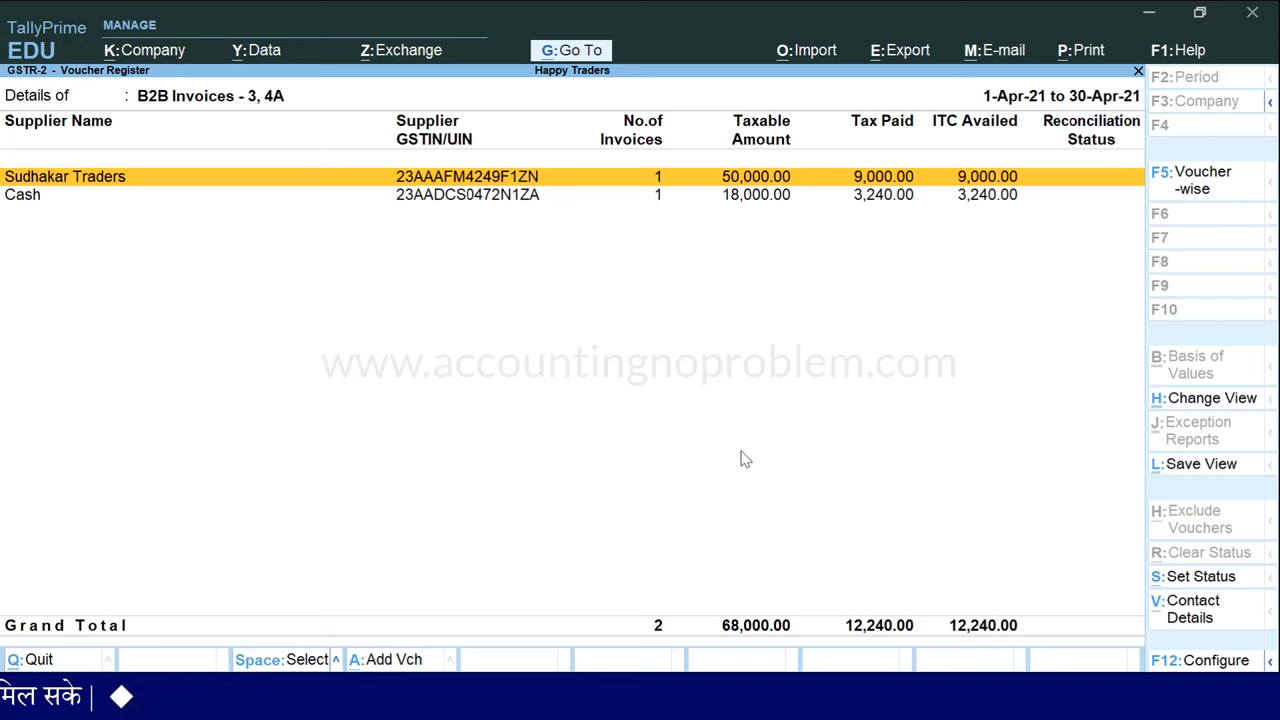 TallyPrime MANAGE
EDU K:Company Y:Data Z:Exchange G:Go To O:Import E:Export M:E-mail P:Print F1:Help
GSTR-2 - Voucher Register Happy Traders
Details of : B2B Invoices - 3, 4A 1-Apr-21 to 30-Apr-21
Supplier Name Supplier No.of Taxable Tax Paid ITC Availed Reconciliation
GSTIN/UIN Invoices Amount Status
Sudhakar Traders 23AAAFM4249F1ZN 1 50,000.00 9,000.00 9,000.00
Cash 23AADCS0472N1ZA 1 18,000.00 3,240.00 3,240.00
www.accountingnoproblem.com
Grand Total 2 68,000.00 12,240.00 12,240.00
Q:Quit Space:Select A:Add Vch
F2:Period
F3:Company
F4
F5:Voucher
-wise
F6
F7
F8
F9
F10
B:Basis of
Values
H:Change View
J:Exception
Reports
L:Save View
H:Exclude
Vouchers
R:Clear Status
S:Set Status
V:Contact
Details
F12:Configure
मिल सके |